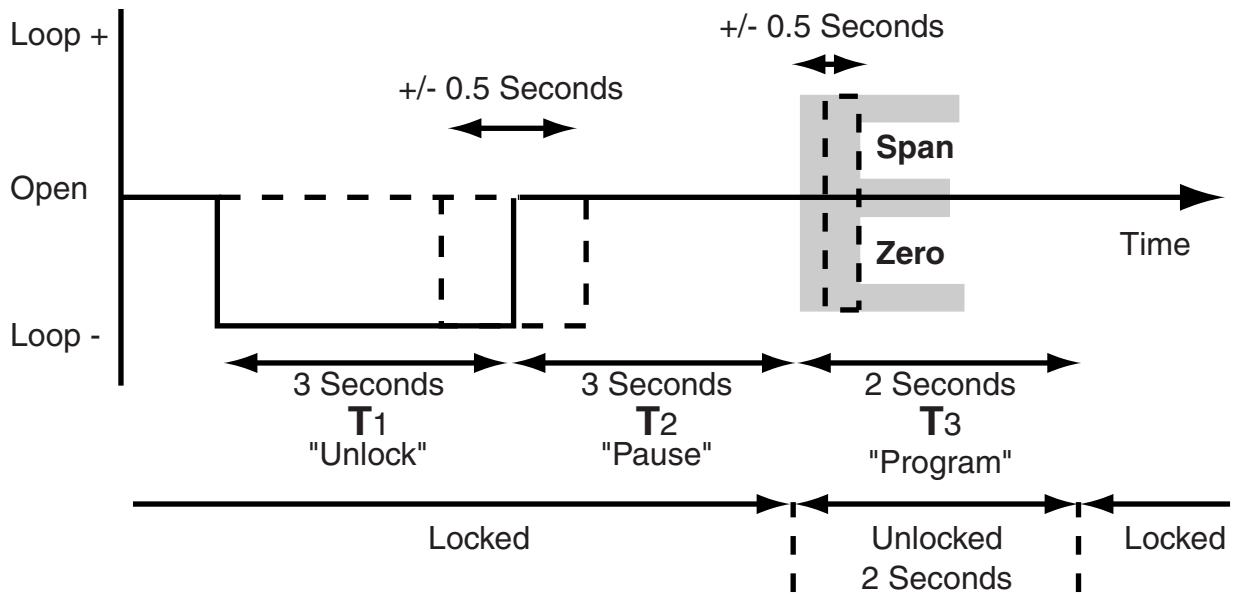 Loop +
+/- 0.5 Seconds
+/- 0.5 Seconds
Span
Open
Zero
Time
Loop -
3 Seconds
T1
"Unlock"
3 Seconds
T2
"Pause"
2 Seconds
T3
"Program"
Locked
Unlocked
2 Seconds
Locked